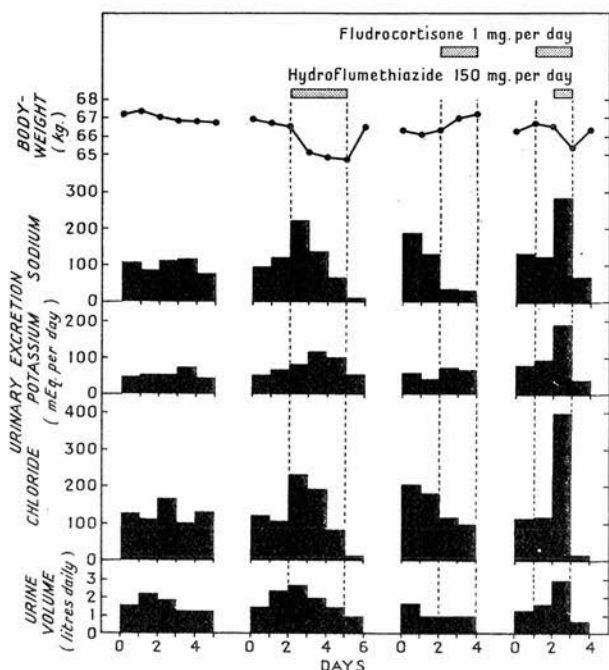 Fludrocortisone 1 mg. per day
Hydroflumethiazide 150 mg. per day
BODY-
WEIGHT
(kg.)
68
67
66
65
URINARY EXCRETION
(mEq. per day)
SODIUM
300
200
100
0
POTASSIUM
200
100
0
CHLORIDE
400
300
200
100
0
URINE
VOLUME
(litres daily)
3
2
1
0
0 2 4 0 2 4 6 0 2 4 0 2 4
DAYS